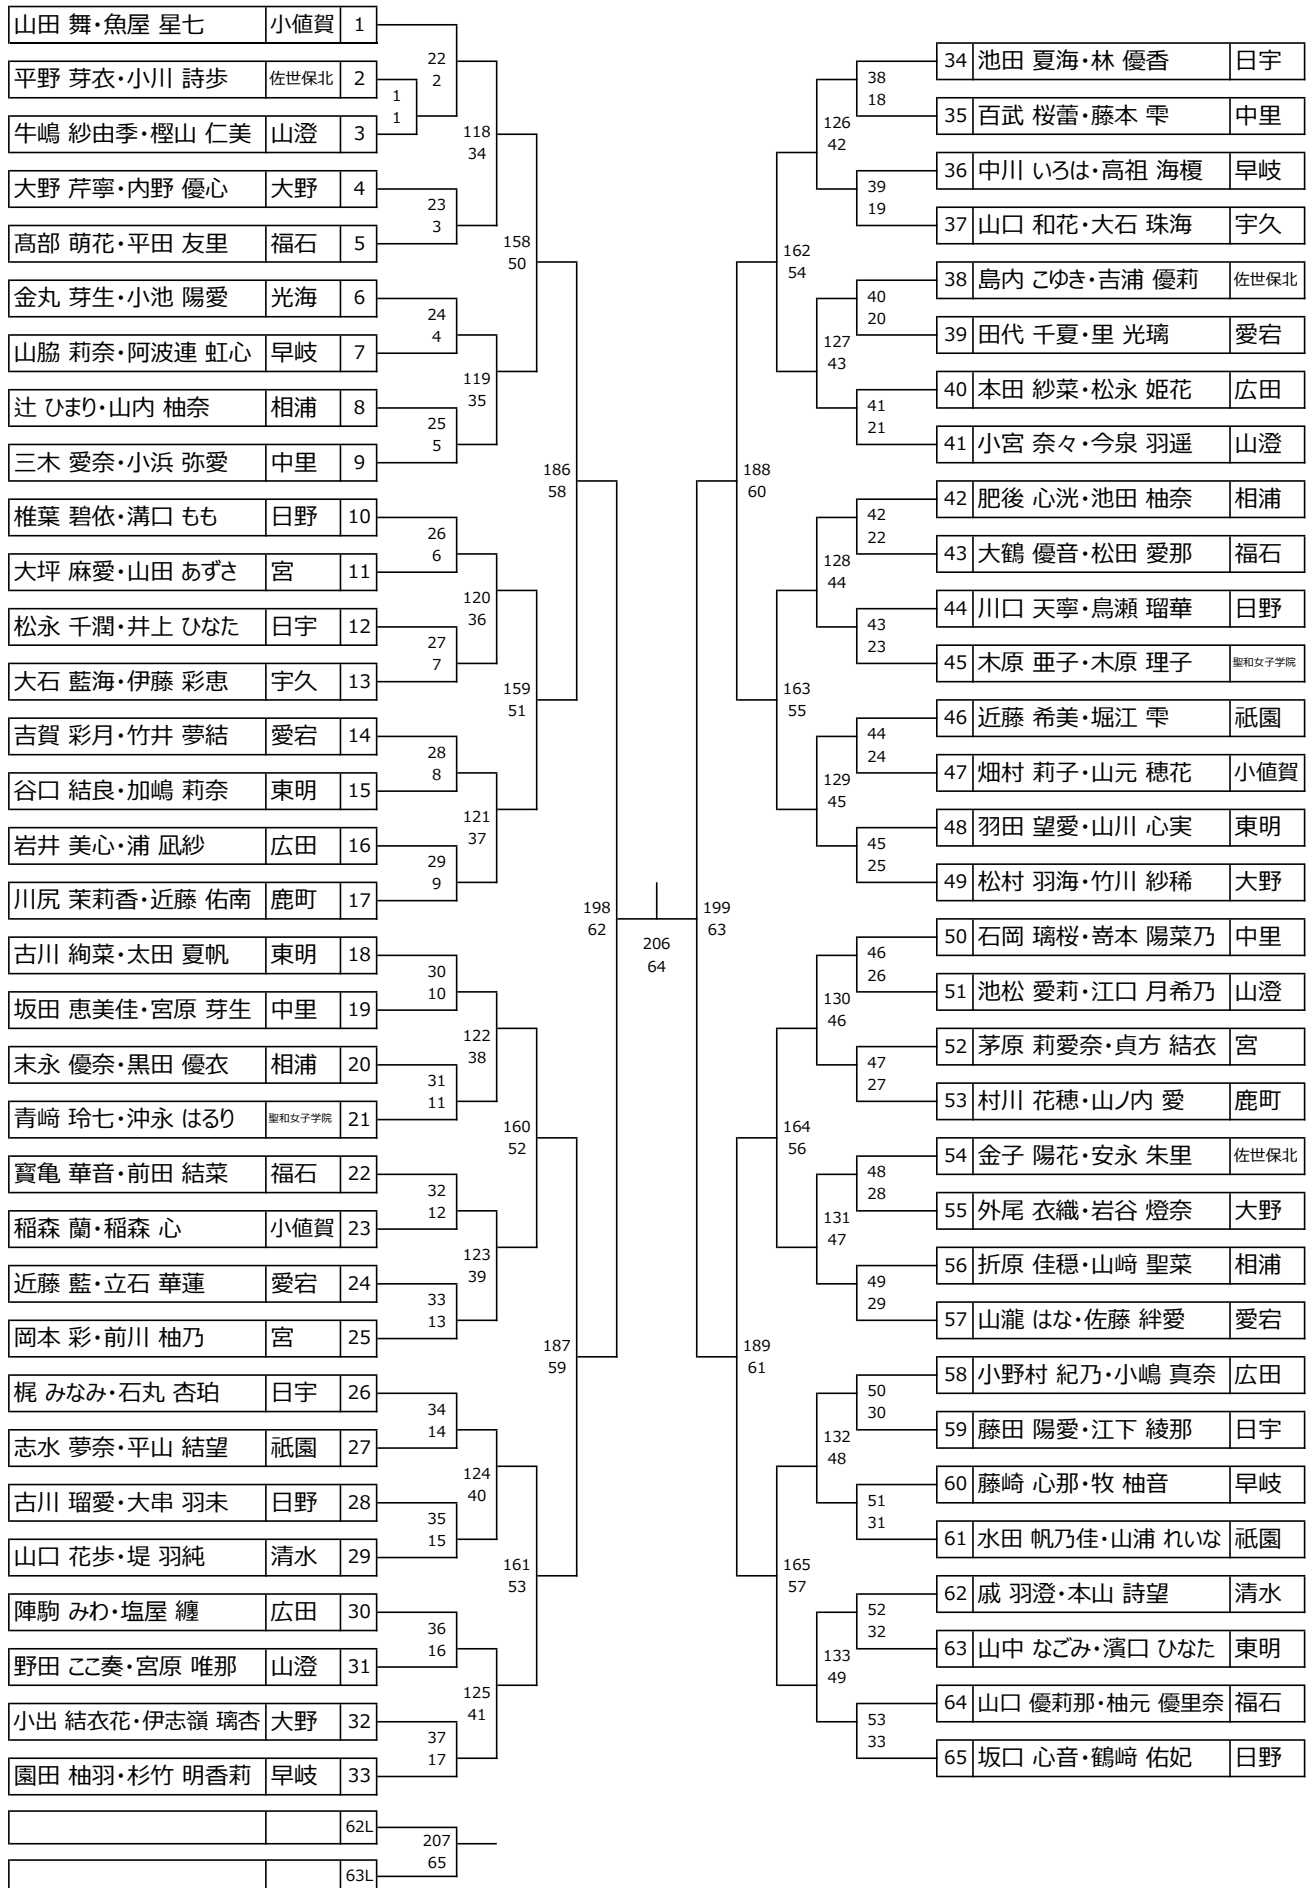 山田 舞・魚屋 星七 小値賀 1
平野 芽衣・小川 詩歩 佐世保北 2
牛嶋 紗由季・樫山 仁美 山澄 3
大野 芹寧・内野 優心 大野 4
髙部 萌花・平田 友里 福石 5
金丸 芽生・小池 陽愛 光海 6
山脇 莉奈・阿波連 虹心 早岐 7
辻 ひまり・山内 柚奈 相浦 8
三木 愛奈・小浜 弥愛 中里 9
椎葉 碧依・溝口 もも 日野 10
大坪 麻愛・山田 あずさ 宮 11
松永 千潤・井上 ひなた 日宇 12
大石 藍海・伊藤 彩恵 宇久 13
吉賀 彩月・竹井 夢結 愛宕 14
谷口 結良・加嶋 莉奈 東明 15
岩井 美心・浦 凪紗 広田 16
川尻 茉莉香・近藤 佑南 鹿町 17
古川 絢菜・太田 夏帆 東明 18
坂田 恵美佳・宮原 芽生 中里 19
末永 優奈・黒田 優衣 相浦 20
青﨑 玲七・沖永 はるり 聖和女子学院 21
寳亀 華音・前田 結菜 福石 22
稲森 蘭・稲森 心 小値賀 23
近藤 藍・立石 華蓮 愛宕 24
岡本 彩・前川 柚乃 宮 25
梶 みなみ・石丸 杏珀 日宇 26
志水 夢奈・平山 結望 祇園 27
古川 瑠愛・大串 羽未 日野 28
山口 花歩・堤 羽純 清水 29
陣駒 みわ・塩屋 纏 広田 30
野田 ここ奏・宮原 唯那 山澄 31
小出 結衣花・伊志嶺 璃杏 大野 32
園田 柚羽・杉竹 明香莉 早岐 33
62L
63L
1
1
22
2
23
3
24
4
25
5
26
6
27
7
28
8
29
9
30
10
31
11
32
12
33
13
34
14
35
15
36
16
37
17
207
65
118
34
119
35
120
36
121
37
122
38
123
39
124
40
125
41
158
50
159
51
160
52
161
53
186
58
187
59
198
62
206
64
199
63
188
60
189
61
162
54
163
55
164
56
165
57
126
42
127
43
128
44
129
45
130
46
131
47
132
48
133
49
38
18
39
19
40
20
41
21
42
22
43
23
44
24
45
25
46
26
47
27
48
28
49
29
50
30
51
31
52
32
53
33
34 池田 夏海・林 優香 日宇
35 百武 桜蕾・藤本 雫 中里
36 中川 いろは・高祖 海榎 早岐
37 山口 和花・大石 珠海 宇久
38 島内 こゆき・吉浦 優莉 佐世保北
39 田代 千夏・里 光璃 愛宕
40 本田 紗菜・松永 姫花 広田
41 小宮 奈々・今泉 羽遥 山澄
42 肥後 心洸・池田 柚奈 相浦
43 大鶴 優音・松田 愛那 福石
44 川口 天寧・鳥瀬 瑠華 日野
45 木原 亜子・木原 理子 聖和女子学院
46 近藤 希美・堀江 雫 祇園
47 畑村 莉子・山元 穂花 小値賀
48 羽田 望愛・山川 心実 東明
49 松村 羽海・竹川 紗稀 大野
50 石岡 璃桜・嵜本 陽菜乃 中里
51 池松 愛莉・江口 月希乃 山澄
52 茅原 莉愛奈・貞方 結衣 宮
53 村川 花穂・山ノ内 愛 鹿町
54 金子 陽花・安永 朱里 佐世保北
55 外尾 衣織・岩谷 燈奈 大野
56 折原 佳穏・山﨑 聖菜 相浦
57 山瀧 はな・佐藤 絆愛 愛宕
58 小野村 紀乃・小嶋 真奈 広田
59 藤田 陽愛・江下 綾那 日宇
60 藤崎 心那・牧 柚音 早岐
61 水田 帆乃佳・山浦 れいな 祇園
62 戚 羽澄・本山 詩望 清水
63 山中 なごみ・濱口 ひなた 東明
64 山口 優莉那・柚元 優里奈 福石
65 坂口 心音・鶴﨑 佑妃 日野